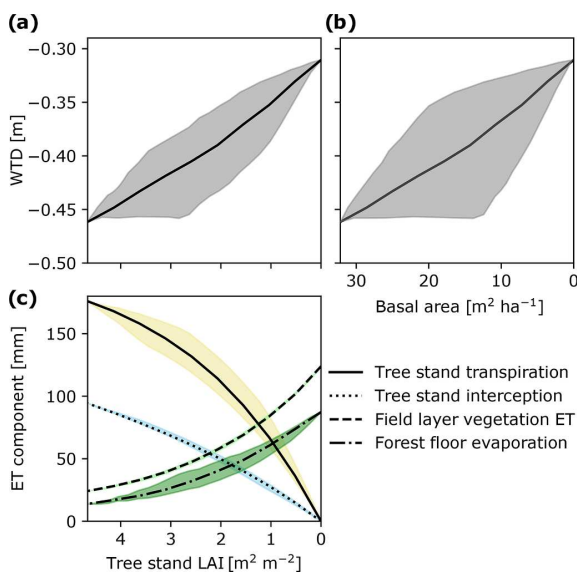 (a)
(b)
−0.30
−0.35
−0.40
−0.45
−0.50
WTD [m]
30 20 10 0
Basal area [m² ha⁻¹]
(c)
150
100
50
0
ET component [mm]
4 3 2 1 0
Tree stand LAI [m² m⁻²]
Tree stand transpiration
Tree stand interception
Field layer vegetation ET
Forest floor evaporation